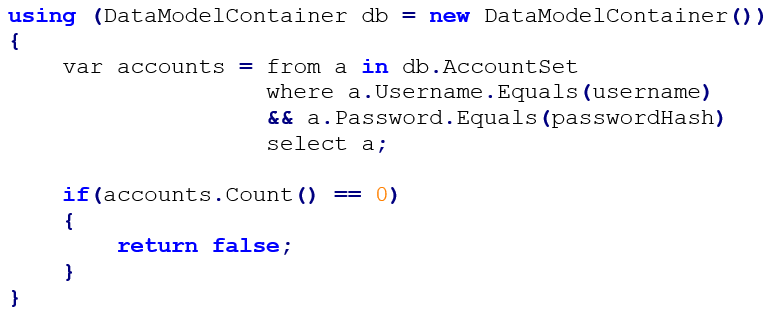 using (DataModelContainer db = new DataModelContainer())
{
    var accounts = from a in db.AccountSet
                   where a.Username.Equals(username)
                   && a.Password.Equals(passwordHash)
                   select a;

    if(accounts.Count() == 0)
    {
        return false;
    }
}